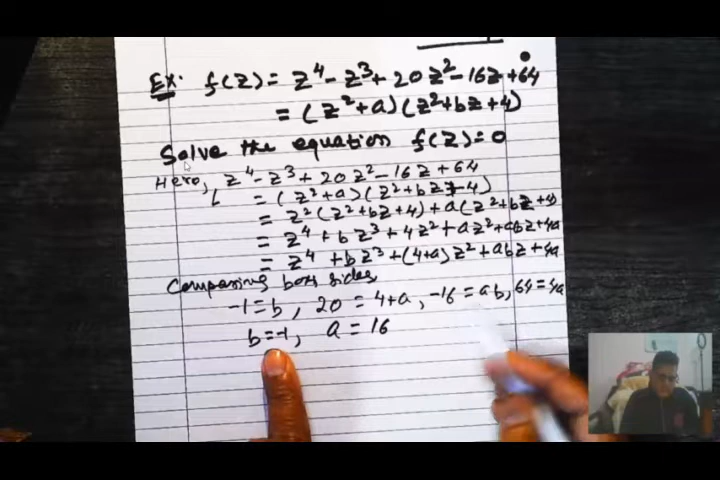 Ex: f(z) = z⁴ - z³ + 20z² - 16z + 64
= (z² + a)(z² + bz + 4)
Solve the equation f(z) = 0
Here, z⁴ - z³ + 20z² - 16z + 64
= (z² + a)(z² + bz + 4)
= z²(z² + bz + 4) + a(z² + bz + 4)
= z⁴ + bz³ + 4z² + az² + abz + 4a
= z⁴ + bz³ + (4+a)z² + abz + 4a
Comparing both sides,
-1 = b, 20 = 4+a, -16 = ab, 64 = 4a
b = -1, a = 16